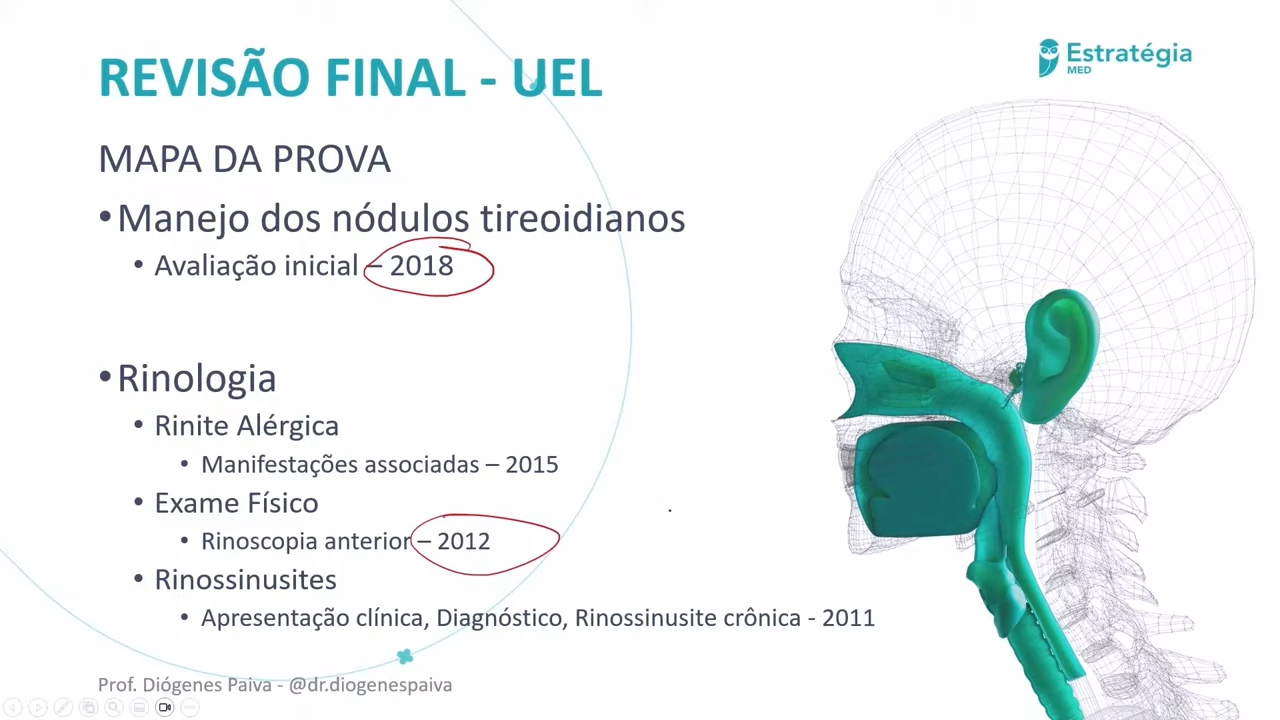 REVISÃO FINAL - UEL
Estratégia
MED
MAPA DA PROVA
•Manejo dos nódulos tireoidianos
• Avaliação inicial – 2018
•Rinologia
• Rinite Alérgica
• Manifestações associadas – 2015
• Exame Físico
• Rinoscopia anterior – 2012
• Rinossinusites
• Apresentação clínica, Diagnóstico, Rinossinusite crônica - 2011
Prof. Diógenes Paiva - @dr.diogenespaiva